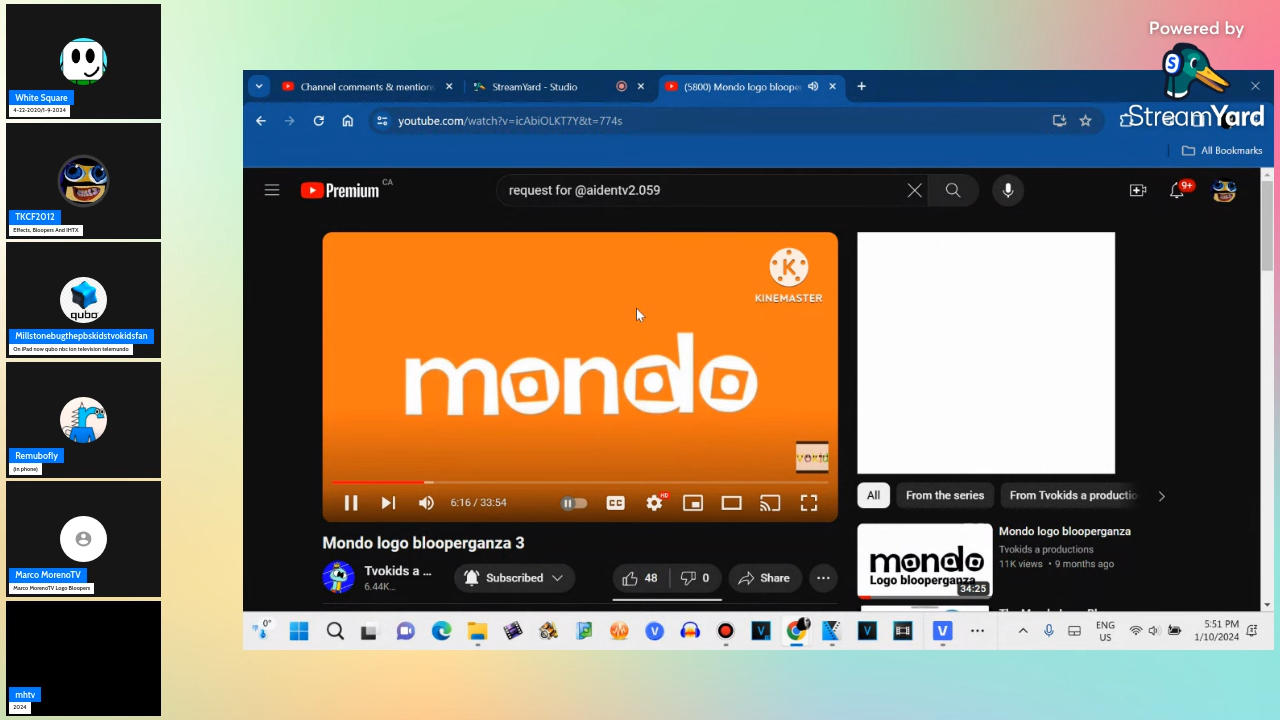 White Square
4-22-2020/1-9-2024
TKCF2012
Effects, Bloopers And IHTX
qubo
Millstonebugthepbskidstvokidsfan
On iPad now qubo nbc ion television telemundo
Remubofly
(in phone)
Marco MorenoTV
Marco MorenoTV Logo Bloopers
mhtv
2024
Powered by
StreamYard
Channel comments & mention
StreamYard - Studio
(5800) Mondo logo bloope
youtube.com/watch?v=icAbiOLKT7Y&t=774s
All Bookmarks
Premium CA
request for @aidentv2.059
9+
K
KINEMASTER
mondo
6:16 / 33:54
CC
HD
Mondo logo blooperganza 3
Tvokids a ...
6.44K...
Subscribed
48
0
Share
All
From the series
From Tvokids a productio
mondo
Logo blooperganza
34:25
Mondo logo blooperganza
Tvokids a productions
11K views • 9 months ago
0°
ENG
US
5:51 PM
1/10/2024